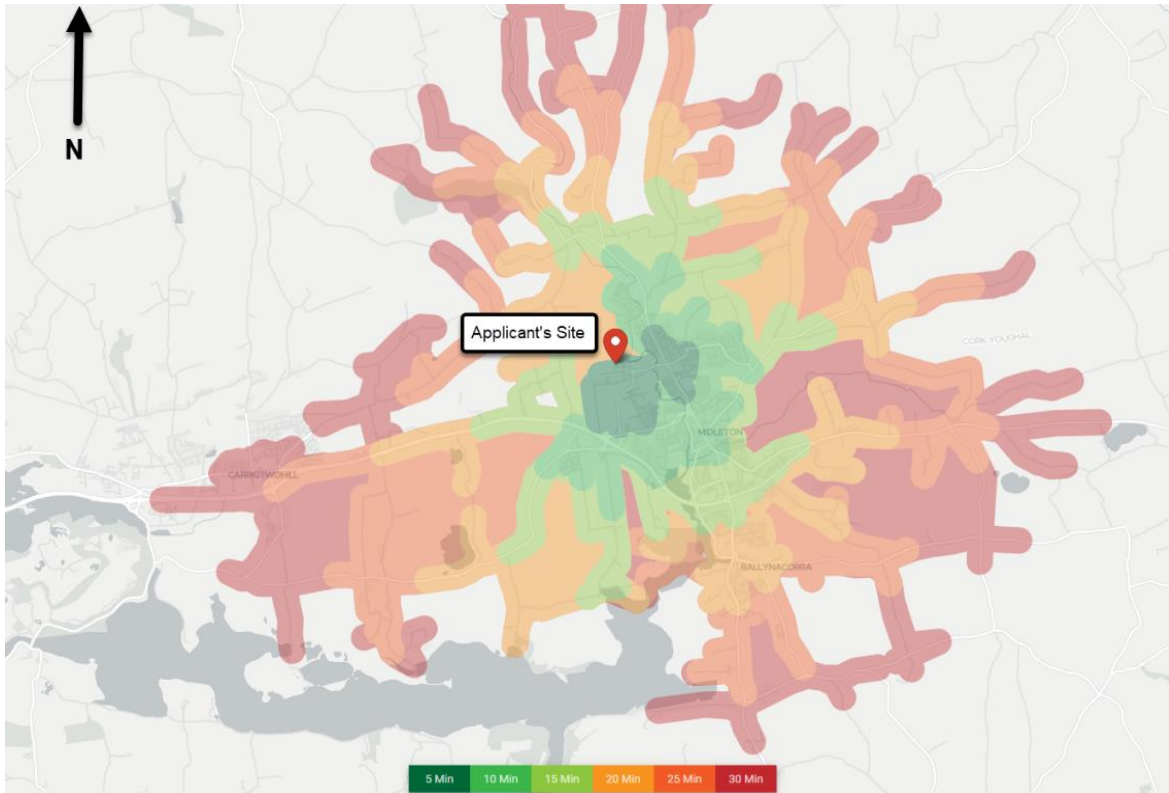 N
Applicant's Site
CORK-YOUGHAL
MIDLETON
CARRIGTWOHILL
BALLYNACORRA
5 Min 10 Min 15 Min 20 Min 25 Min 30 Min